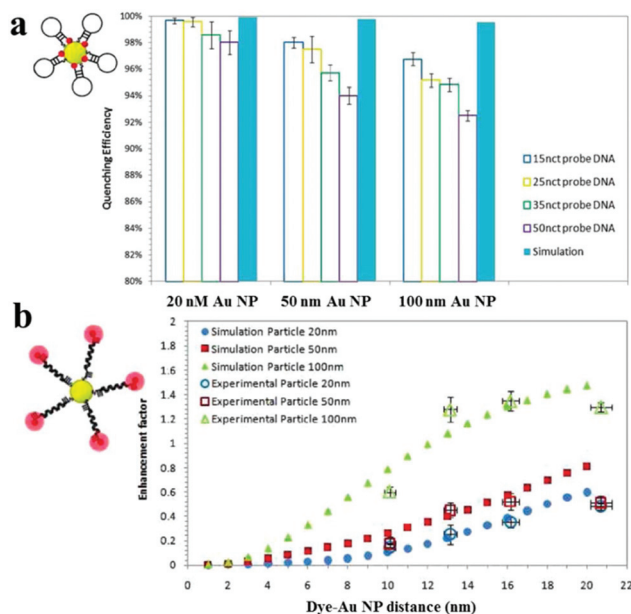 a
100%
98%
96%
94%
92%
90%
88%
86%
84%
82%
80%
Quenching Efficiency
15nct probe DNA
25nct probe DNA
35nct probe DNA
50nct probe DNA
Simulation
20 nM Au NP 50 nm Au NP 100 nm Au NP
b
2
1.8
1.6
1.4
1.2
1
0.8
0.6
0.4
0.2
0
Enhancement factor
Simulation Particle 20nm
Simulation Particle 50nm
Simulation Particle 100nm
Experimental Particle 20nm
Experimental Particle 50nm
Experimental Particle 100nm
0 2 4 6 8 10 12 14 16 18 20 22
Dye-Au NP distance (nm)